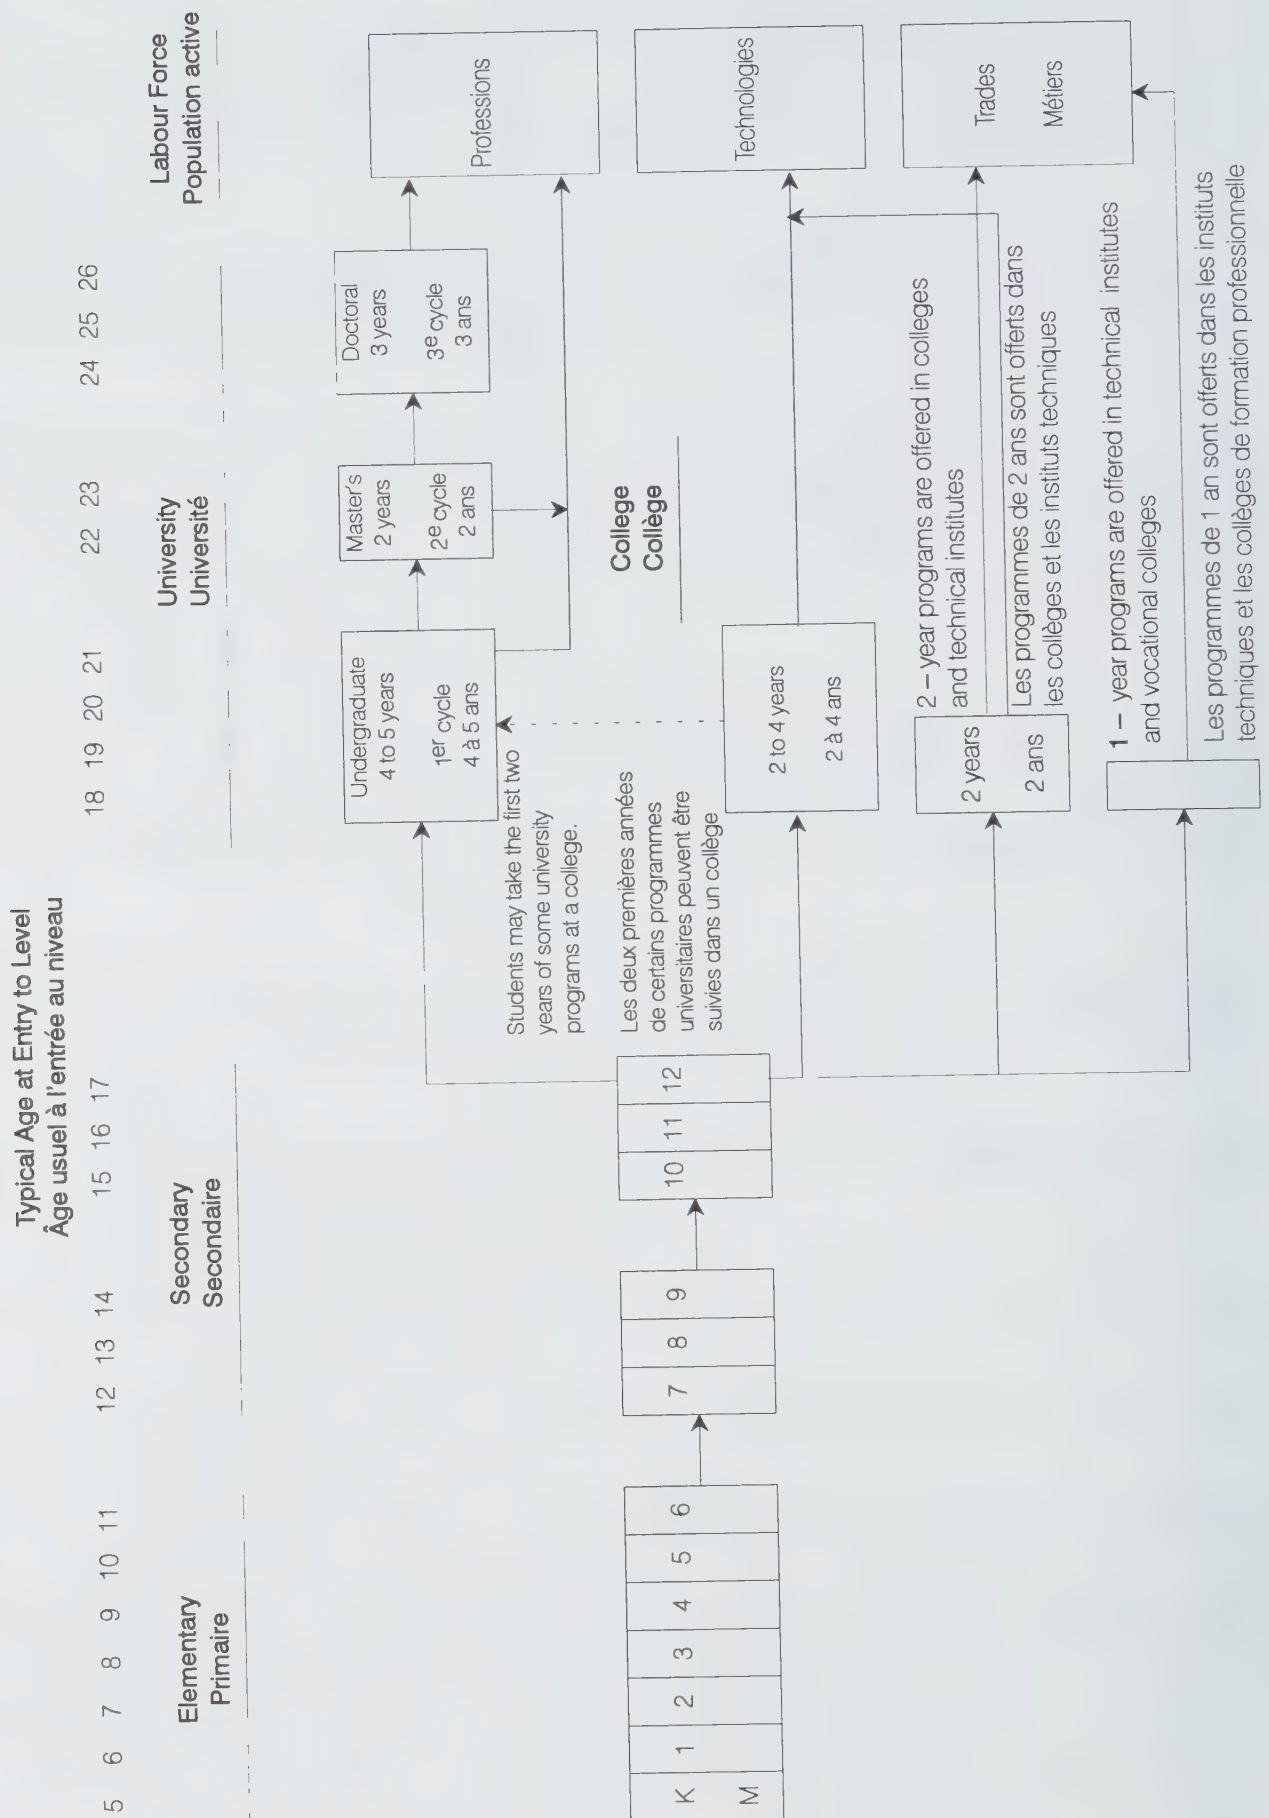 Typical Age at Entry to Level
Âge usuel à l'entrée au niveau
5 6 7 8 9 10 11 12 13 14 15 16 17 18 19 20 21 22 23 24 25 26
Elementary
Primaire
Secondary
Secondaire
University
Université
Labour Force
Population active
Undergraduate
4 to 5 years
1er cycle
4 à 5 ans
Master's
2 years
2e cycle
2 ans
Doctoral
3 years
3e cycle
3 ans
Professions
Students may take the first two
years of some university
programs at a college.
Les deux premières années
de certains programmes
universitaires peuvent être
suivies dans un collège
College
Collège
K 1 2 3 4 5 6
M
7 8 9
10 11 12
2 to 4 years
2 à 4 ans
Technologies
2 years
2 ans
2 – year programs are offered in colleges
and technical institutes
Les programmes de 2 ans sont offerts dans
les collèges et les instituts techniques
Trades
Métiers
1 – year programs are offered in technical institutes
and vocational colleges
Les programmes de 1 an sont offerts dans les instituts
techniques et les collèges de formation professionnelle